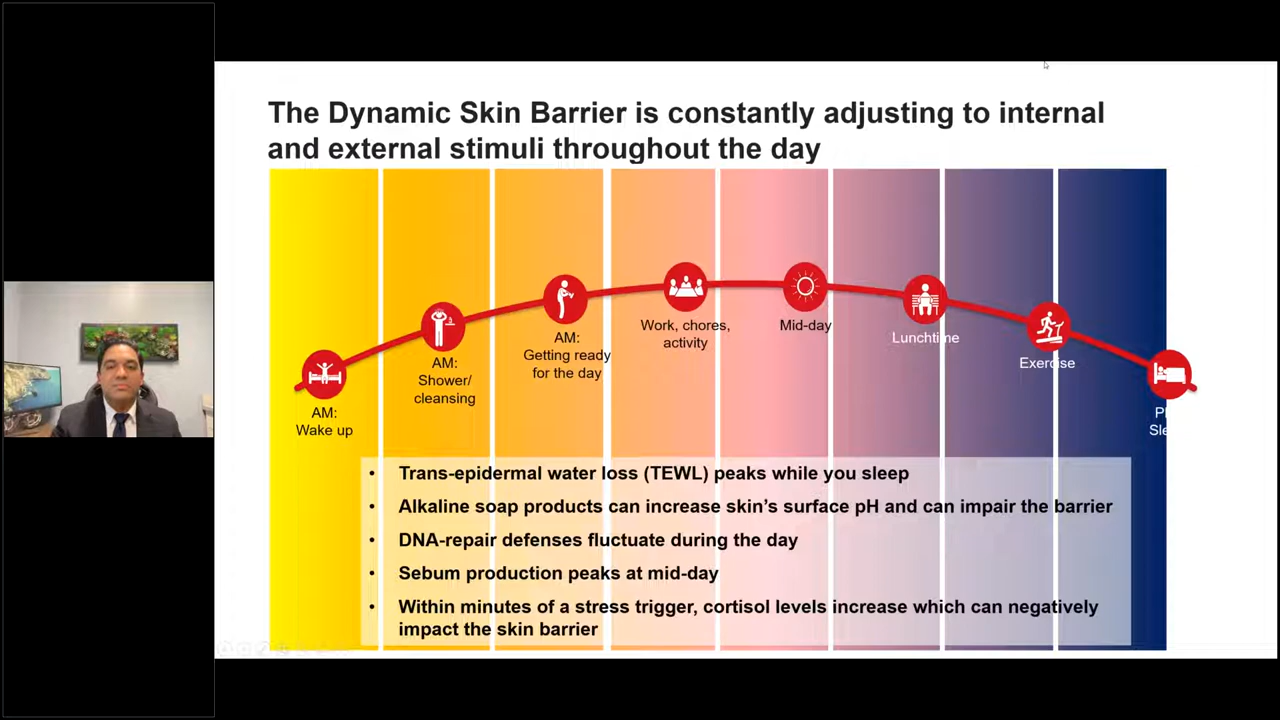 The Dynamic Skin Barrier is constantly adjusting to internal
and external stimuli throughout the day
AM:
Wake up
AM:
Shower/
cleansing
AM:
Getting ready
for the day
Work, chores,
activity
Mid-day
Lunchtime
Exercise
• Trans-epidermal water loss (TEWL) peaks while you sleep
• Alkaline soap products can increase skin’s surface pH and can impair the barrier
• DNA-repair defenses fluctuate during the day
• Sebum production peaks at mid-day
• Within minutes of a stress trigger, cortisol levels increase which can negatively
impact the skin barrier